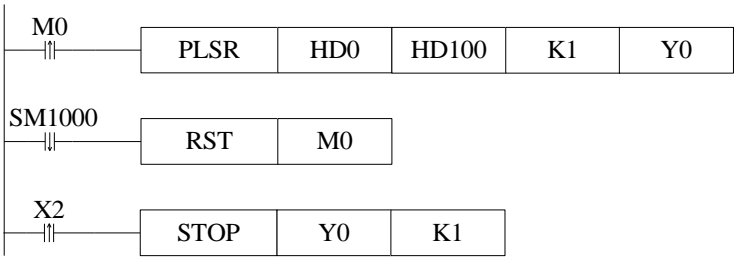 M0
PLSR HD0 HD100 K1 Y0
SM1000
RST M0
X2
STOP Y0 K1